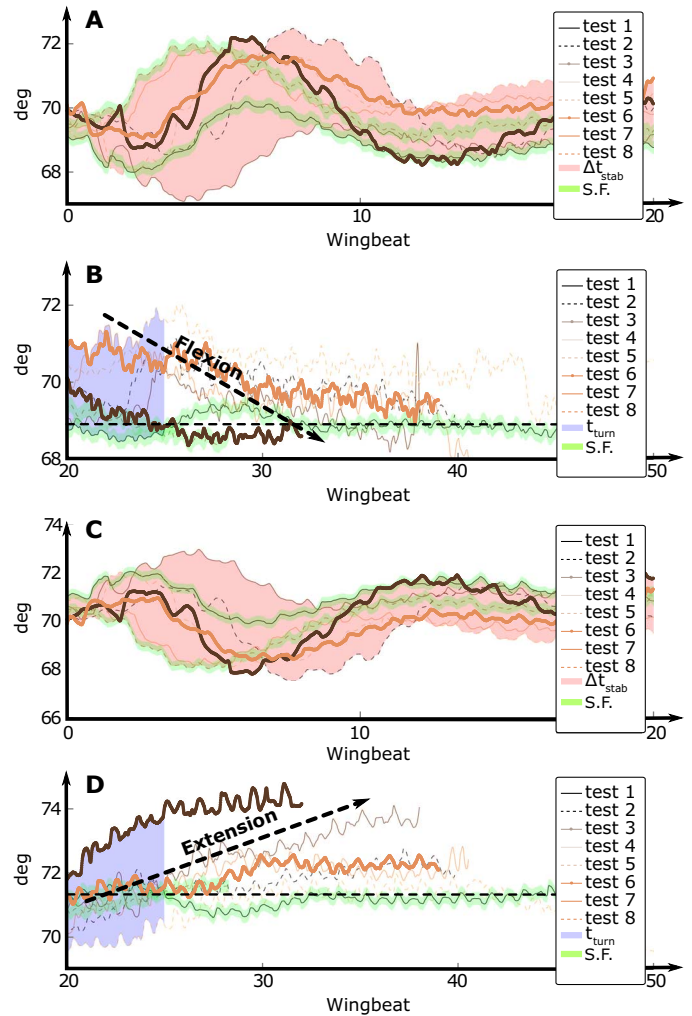 A
72
70
68
deg
0
10
20
Wingbeat
test 1
test 2
test 3
test 4
test 5
test 6
test 7
test 8
Δt_stab
S.F.
B
72
70
68
deg
Flexion
20
30
40
50
Wingbeat
test 1
test 2
test 3
test 4
test 5
test 6
test 7
test 8
t_turn
S.F.
C
74
72
70
68
66
deg
0
10
20
Wingbeat
test 1
test 2
test 3
test 4
test 5
test 6
test 7
test 8
Δt_stab
S.F.
D
74
72
70
deg
Extension
20
30
40
50
Wingbeat
test 1
test 2
test 3
test 4
test 5
test 6
test 7
test 8
t_turn
S.F.